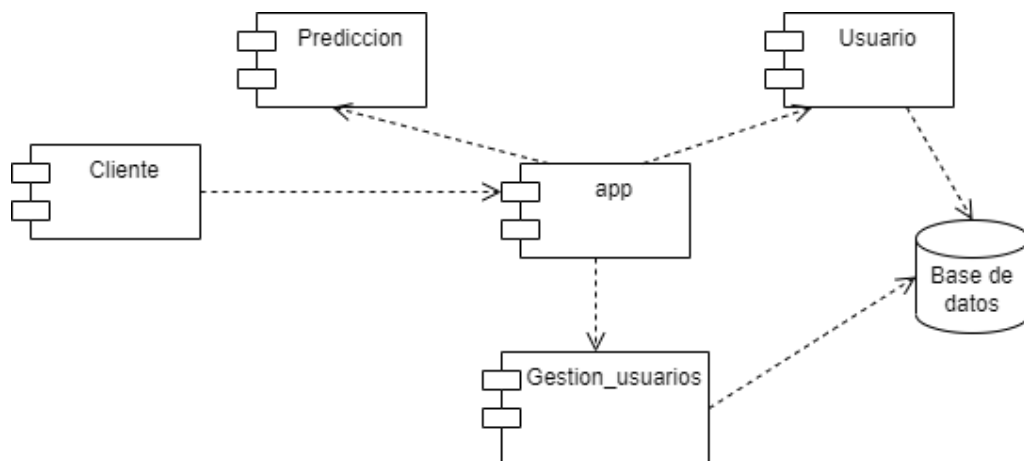 Prediccion
Usuario
Cliente
app
Base de
datos
Gestion_usuarios